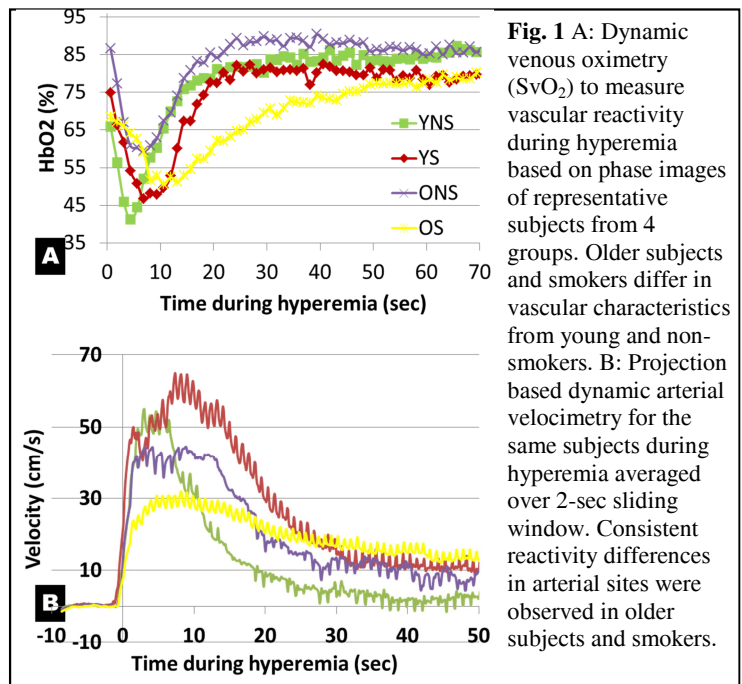 85
75
65
55
45
35
HbO2 (%)
YNS
YS
ONS
OS
A
0 10 20 30 40 50 60 70
Time during hyperemia (sec)
70
50
30
10
-10
Velocity (cm/s)
B
-10 0 10 20 30 40 50
Time during hyperemia (sec)
Fig. 1 A: Dynamic
venous oximetry
(SvO2) to measure
vascular reactivity
during hyperemia
based on phase images
of representative
subjects from 4
groups. Older subjects
and smokers differ in
vascular characteristics
from young and non-
smokers. B: Projection
based dynamic arterial
velocimetry for the
same subjects during
hyperemia averaged
over 2-sec sliding
window. Consistent
reactivity differences
in arterial sites were
observed in older
subjects and smokers.